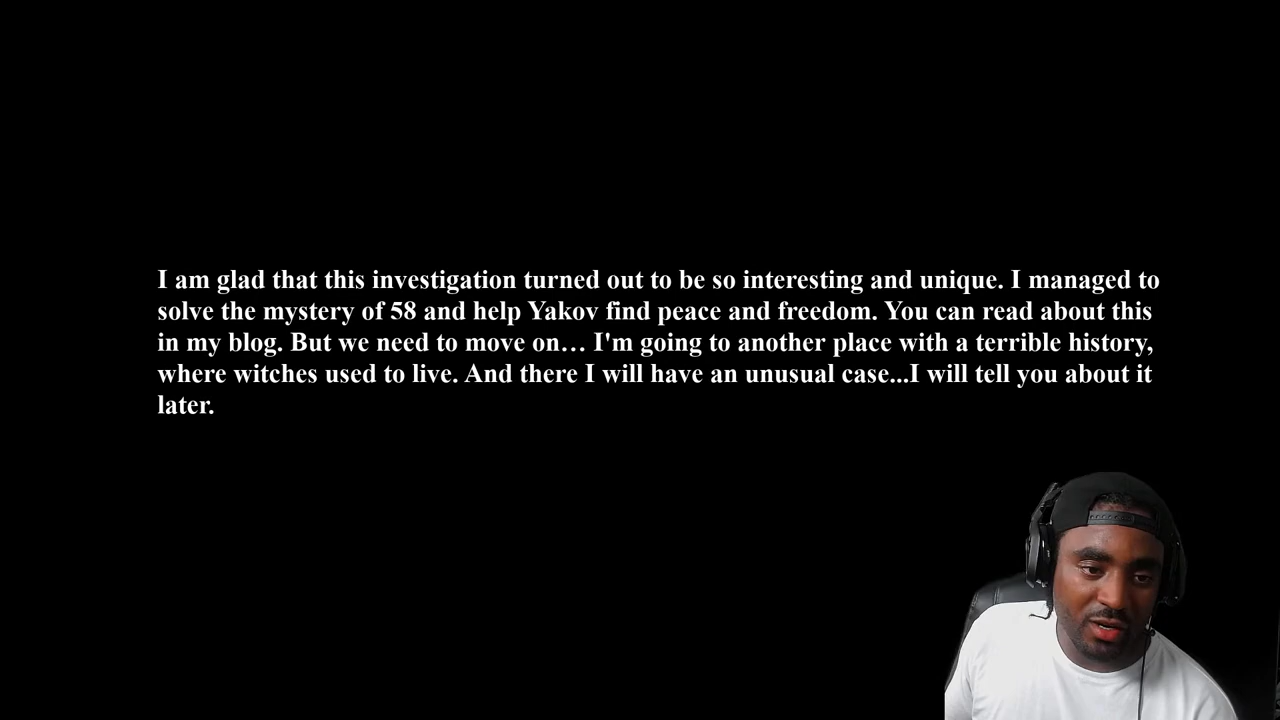 I am glad that this investigation turned out to be so interesting and unique. I managed to
solve the mystery of 58 and help Yakov find peace and freedom. You can read about this
in my blog. But we need to move on… I'm going to another place with a terrible history,
where witches used to live. And there I will have an unusual case...I will tell you about it
later.